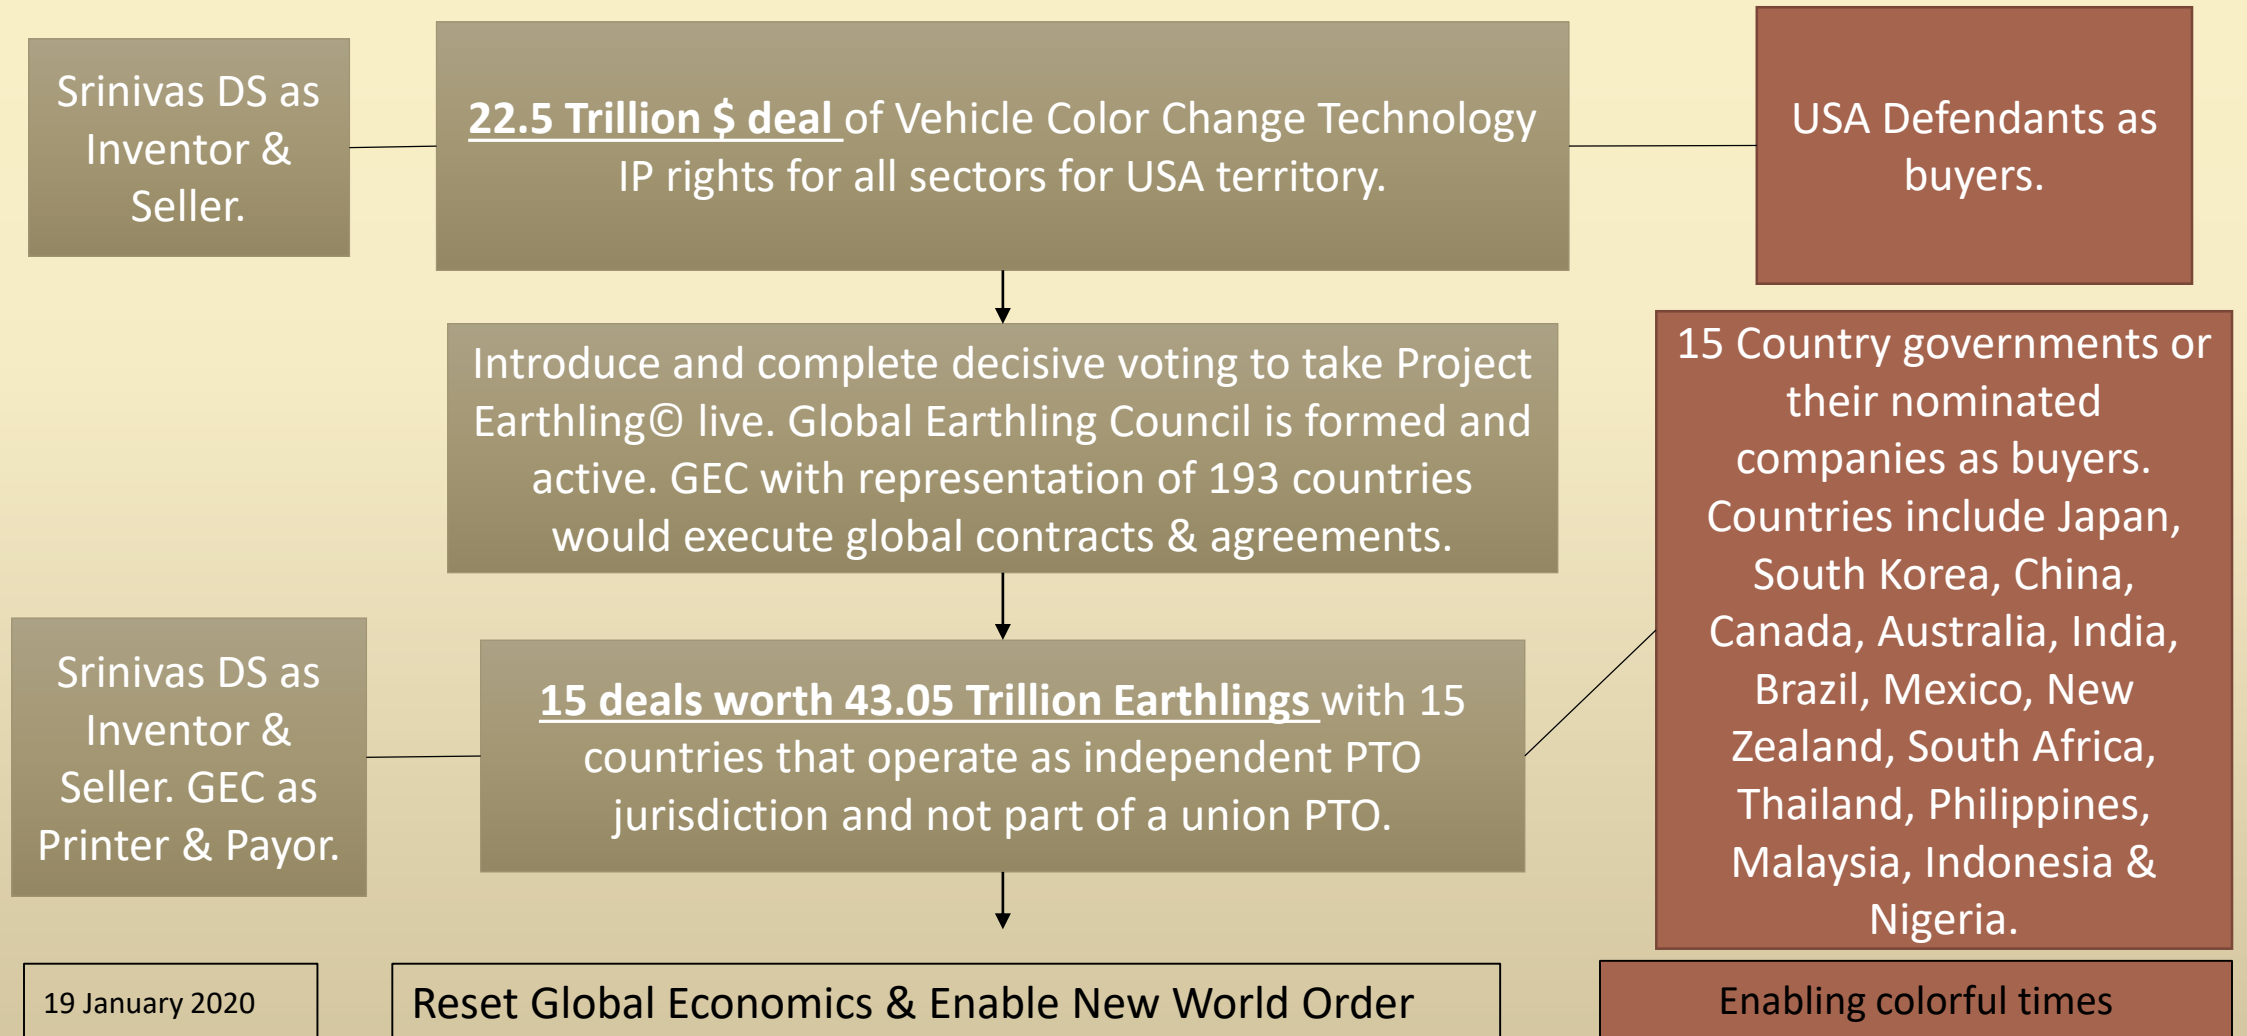 Srinivas DS as
Inventor &
Seller.
22.5 Trillion $ deal of Vehicle Color Change Technology
IP rights for all sectors for USA territory.
USA Defendants as
buyers.
Introduce and complete decisive voting to take Project
Earthling© live. Global Earthling Council is formed and
active. GEC with representation of 193 countries
would execute global contracts & agreements.
15 Country governments or
their nominated
companies as buyers.
Countries include Japan,
South Korea, China,
Canada, Australia, India,
Brazil, Mexico, New
Zealand, South Africa,
Thailand, Philippines,
Malaysia, Indonesia &
Nigeria.
Srinivas DS as
Inventor &
Seller. GEC as
Printer & Payor.
15 deals worth 43.05 Trillion Earthlings with 15
countries that operate as independent PTO
jurisdiction and not part of a union PTO.
19 January 2020
Reset Global Economics & Enable New World Order
Enabling colorful times